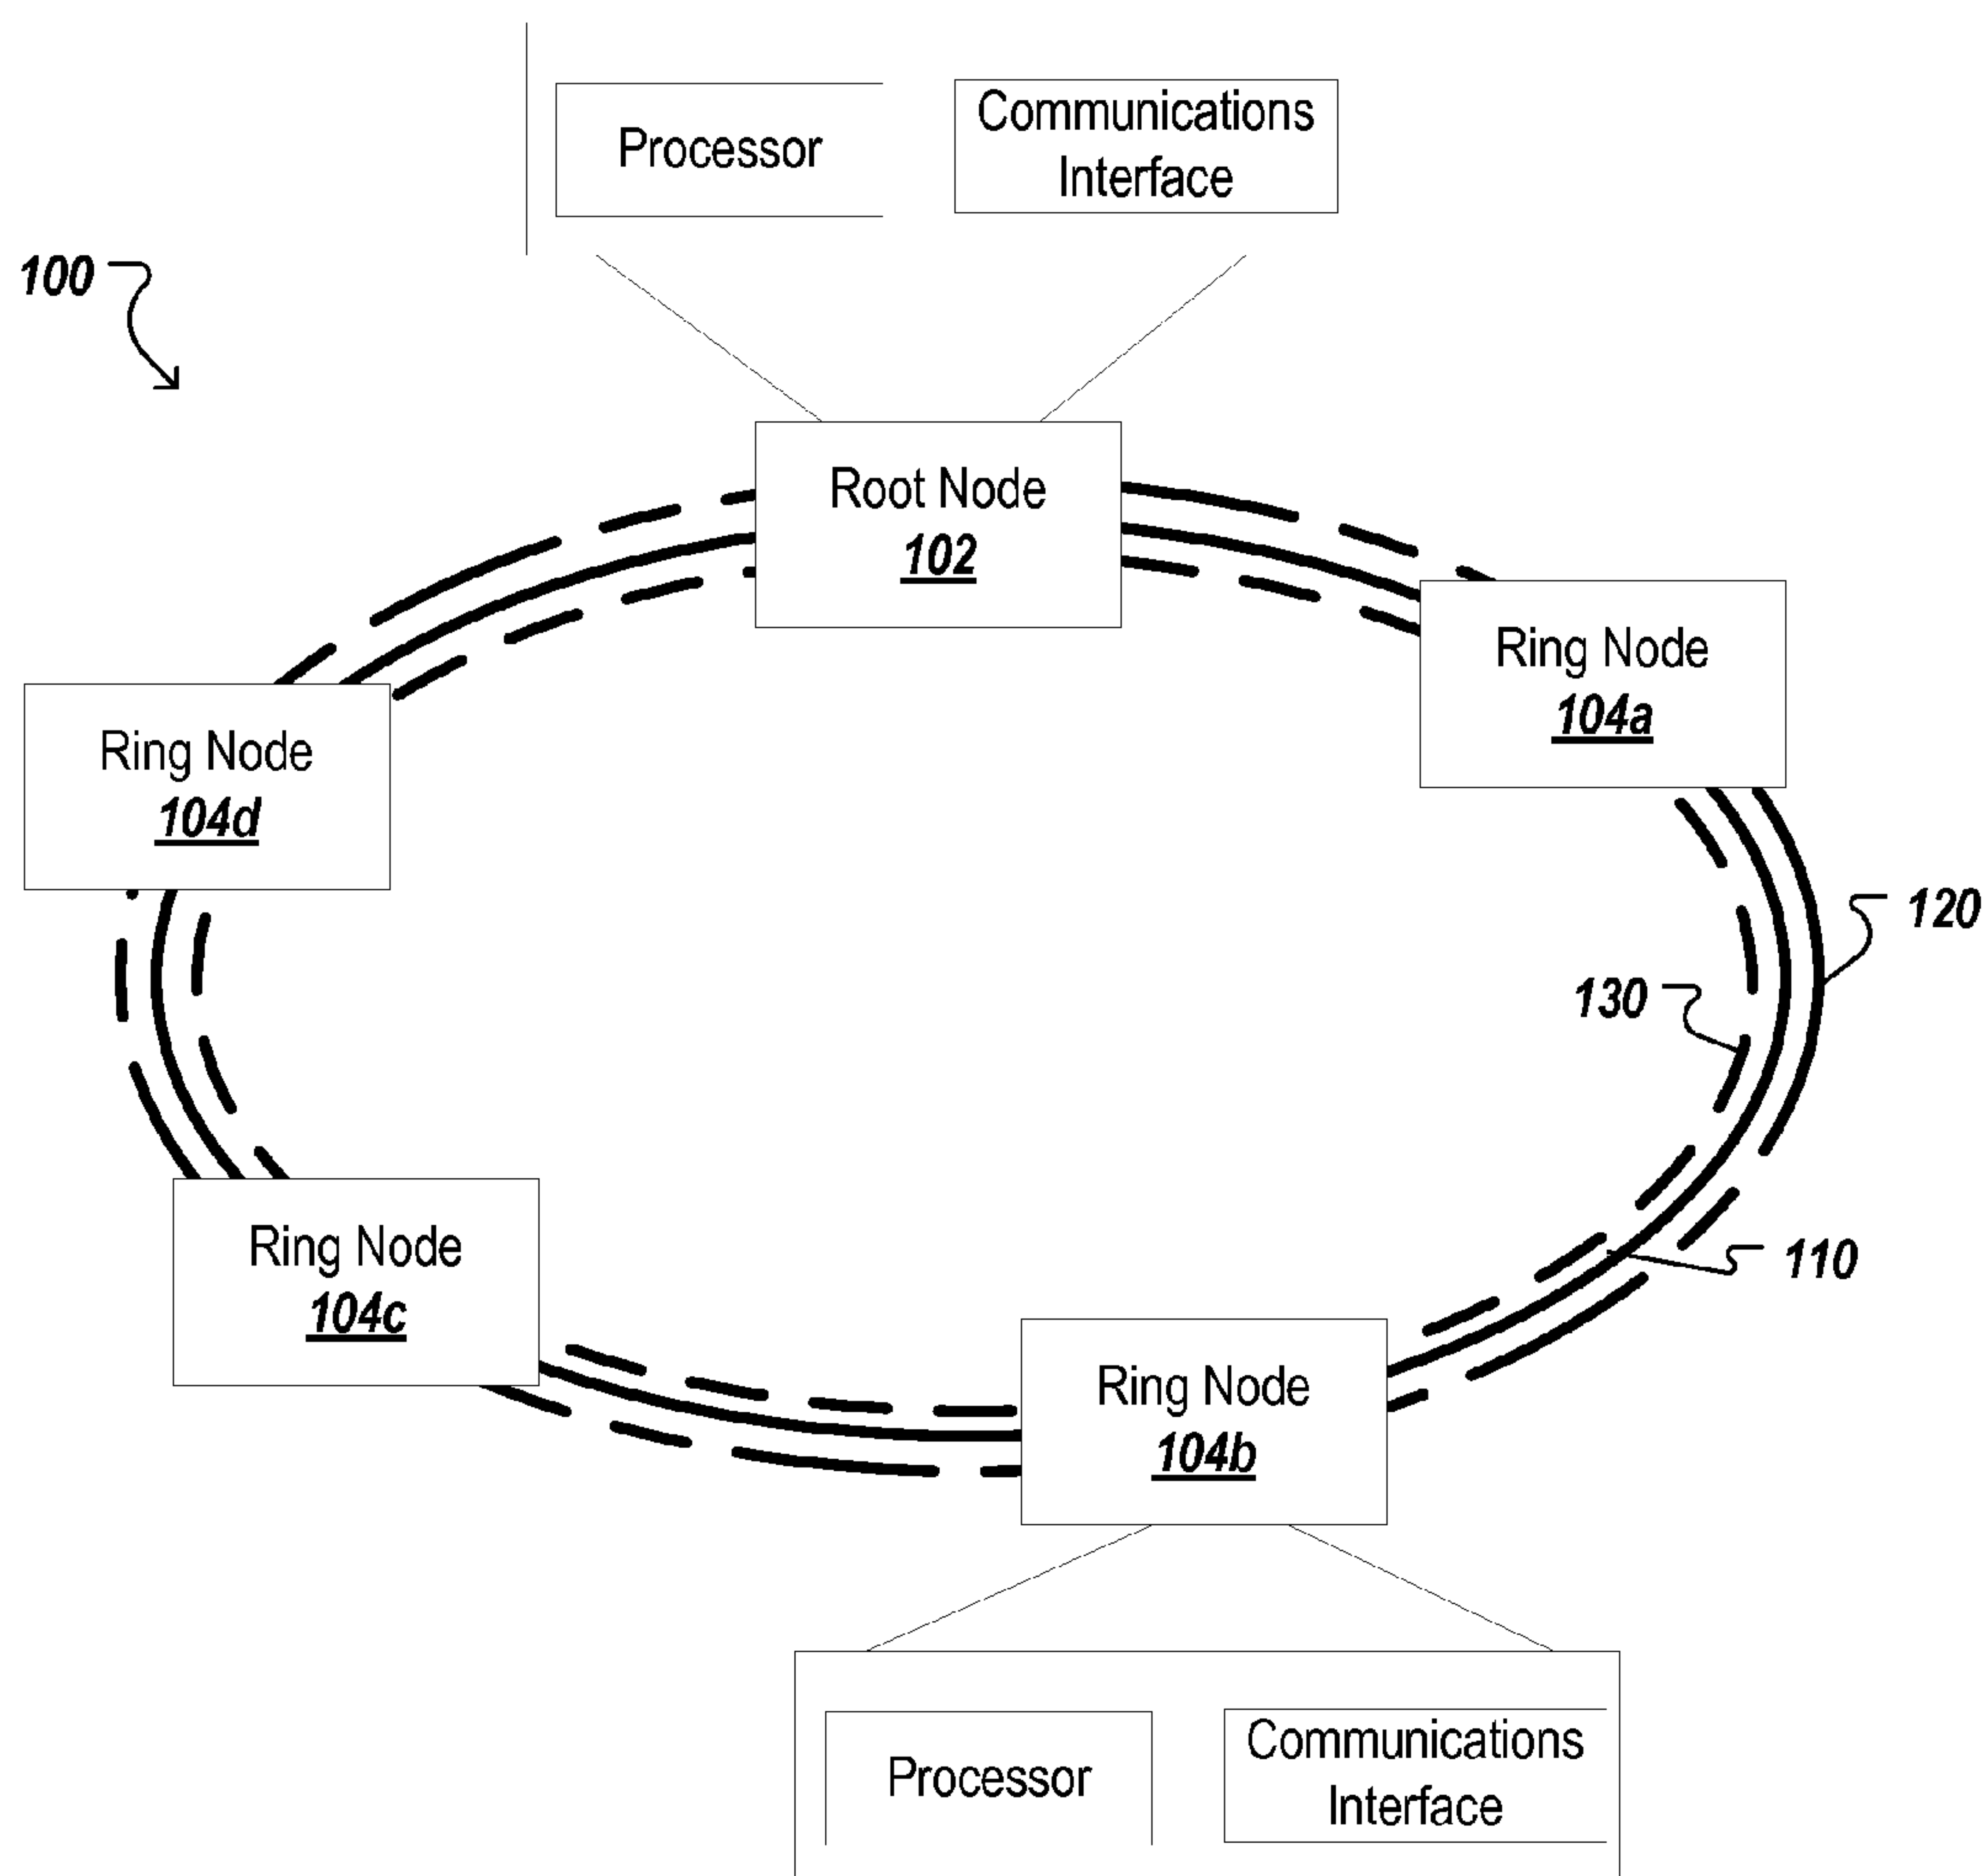 Processor
Communications
Interface
100
Root Node
102
Ring Node
104a
Ring Node
104d
120
130
Ring Node
104c
110
Ring Node
104b
Processor
Communications
Interface